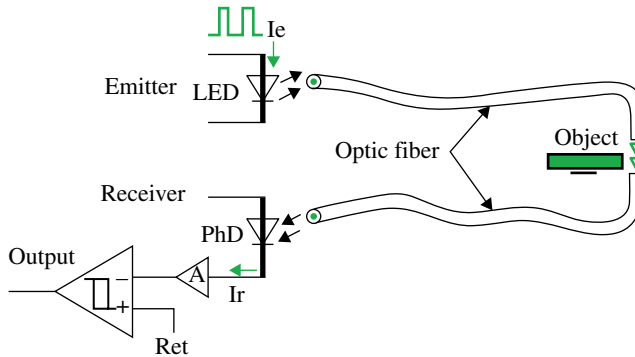 Ie
Emitter
LED
Object
Optic fiber
Receiver
PhD
Output
A
Ir
−
+
Ret